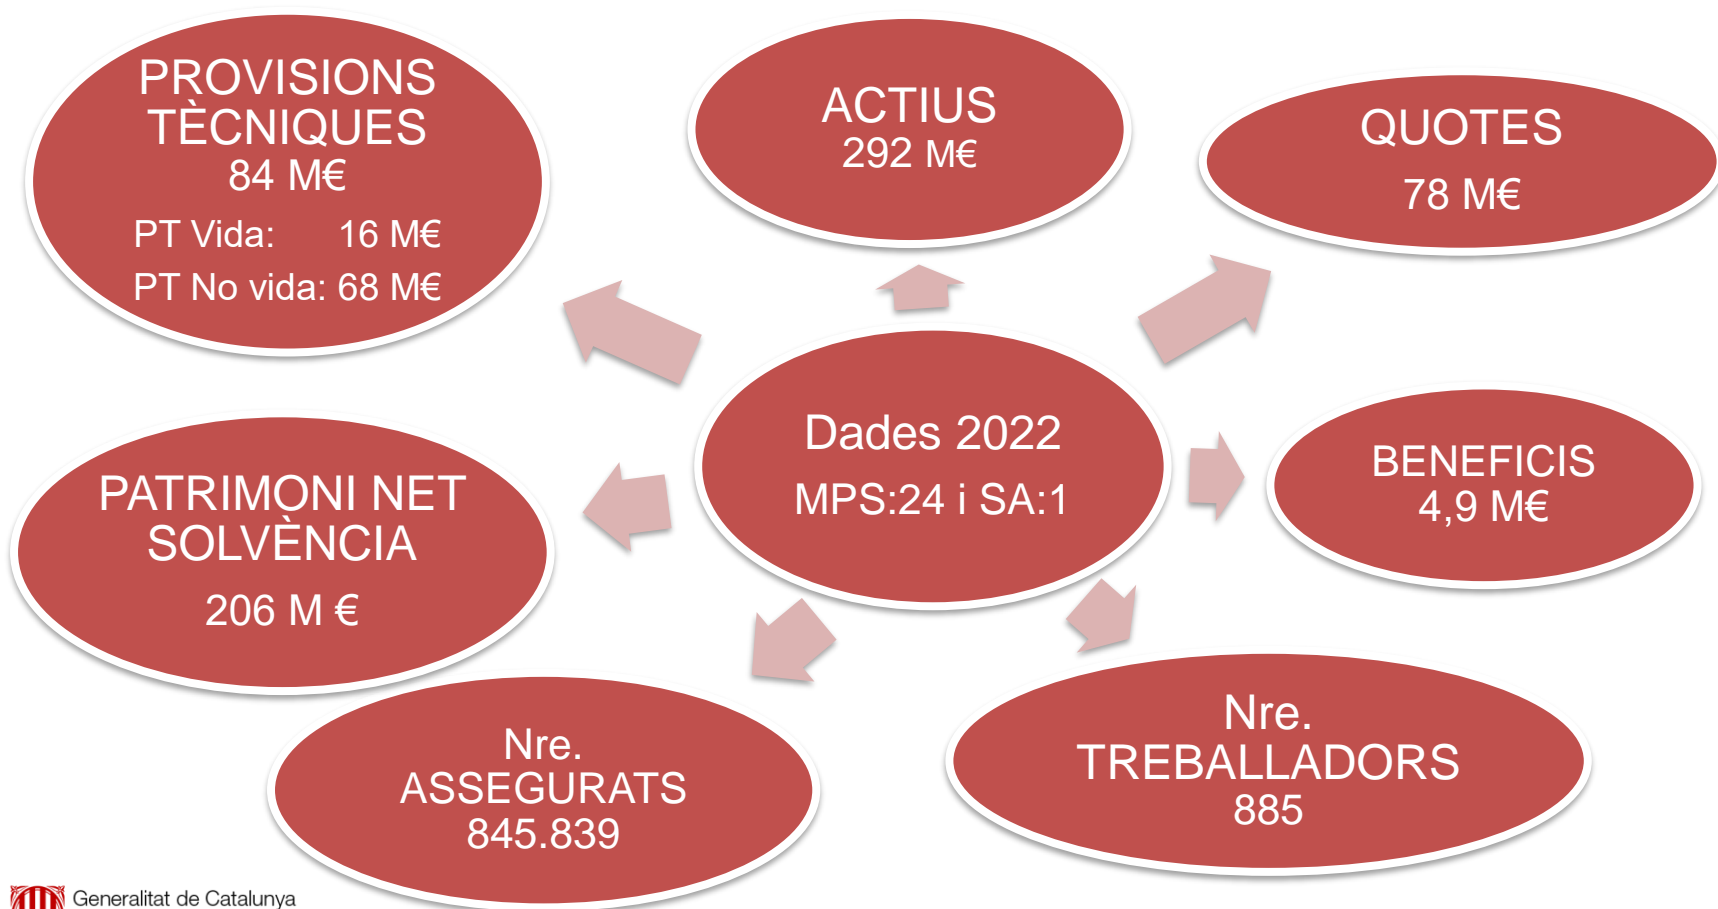 PROVISIONS
TÈCNIQUES
84 M€
PT Vida: 16 M€
PT No vida: 68 M€
ACTIUS
292 M€
QUOTES
78 M€
Dades 2022
MPS:24 i SA:1
BENEFICIS
4,9 M€
PATRIMONI NET
SOLVÈNCIA
206 M €
Nre.
ASSEGURATS
845.839
Nre.
TREBALLADORS
885
Generalitat de Catalunya